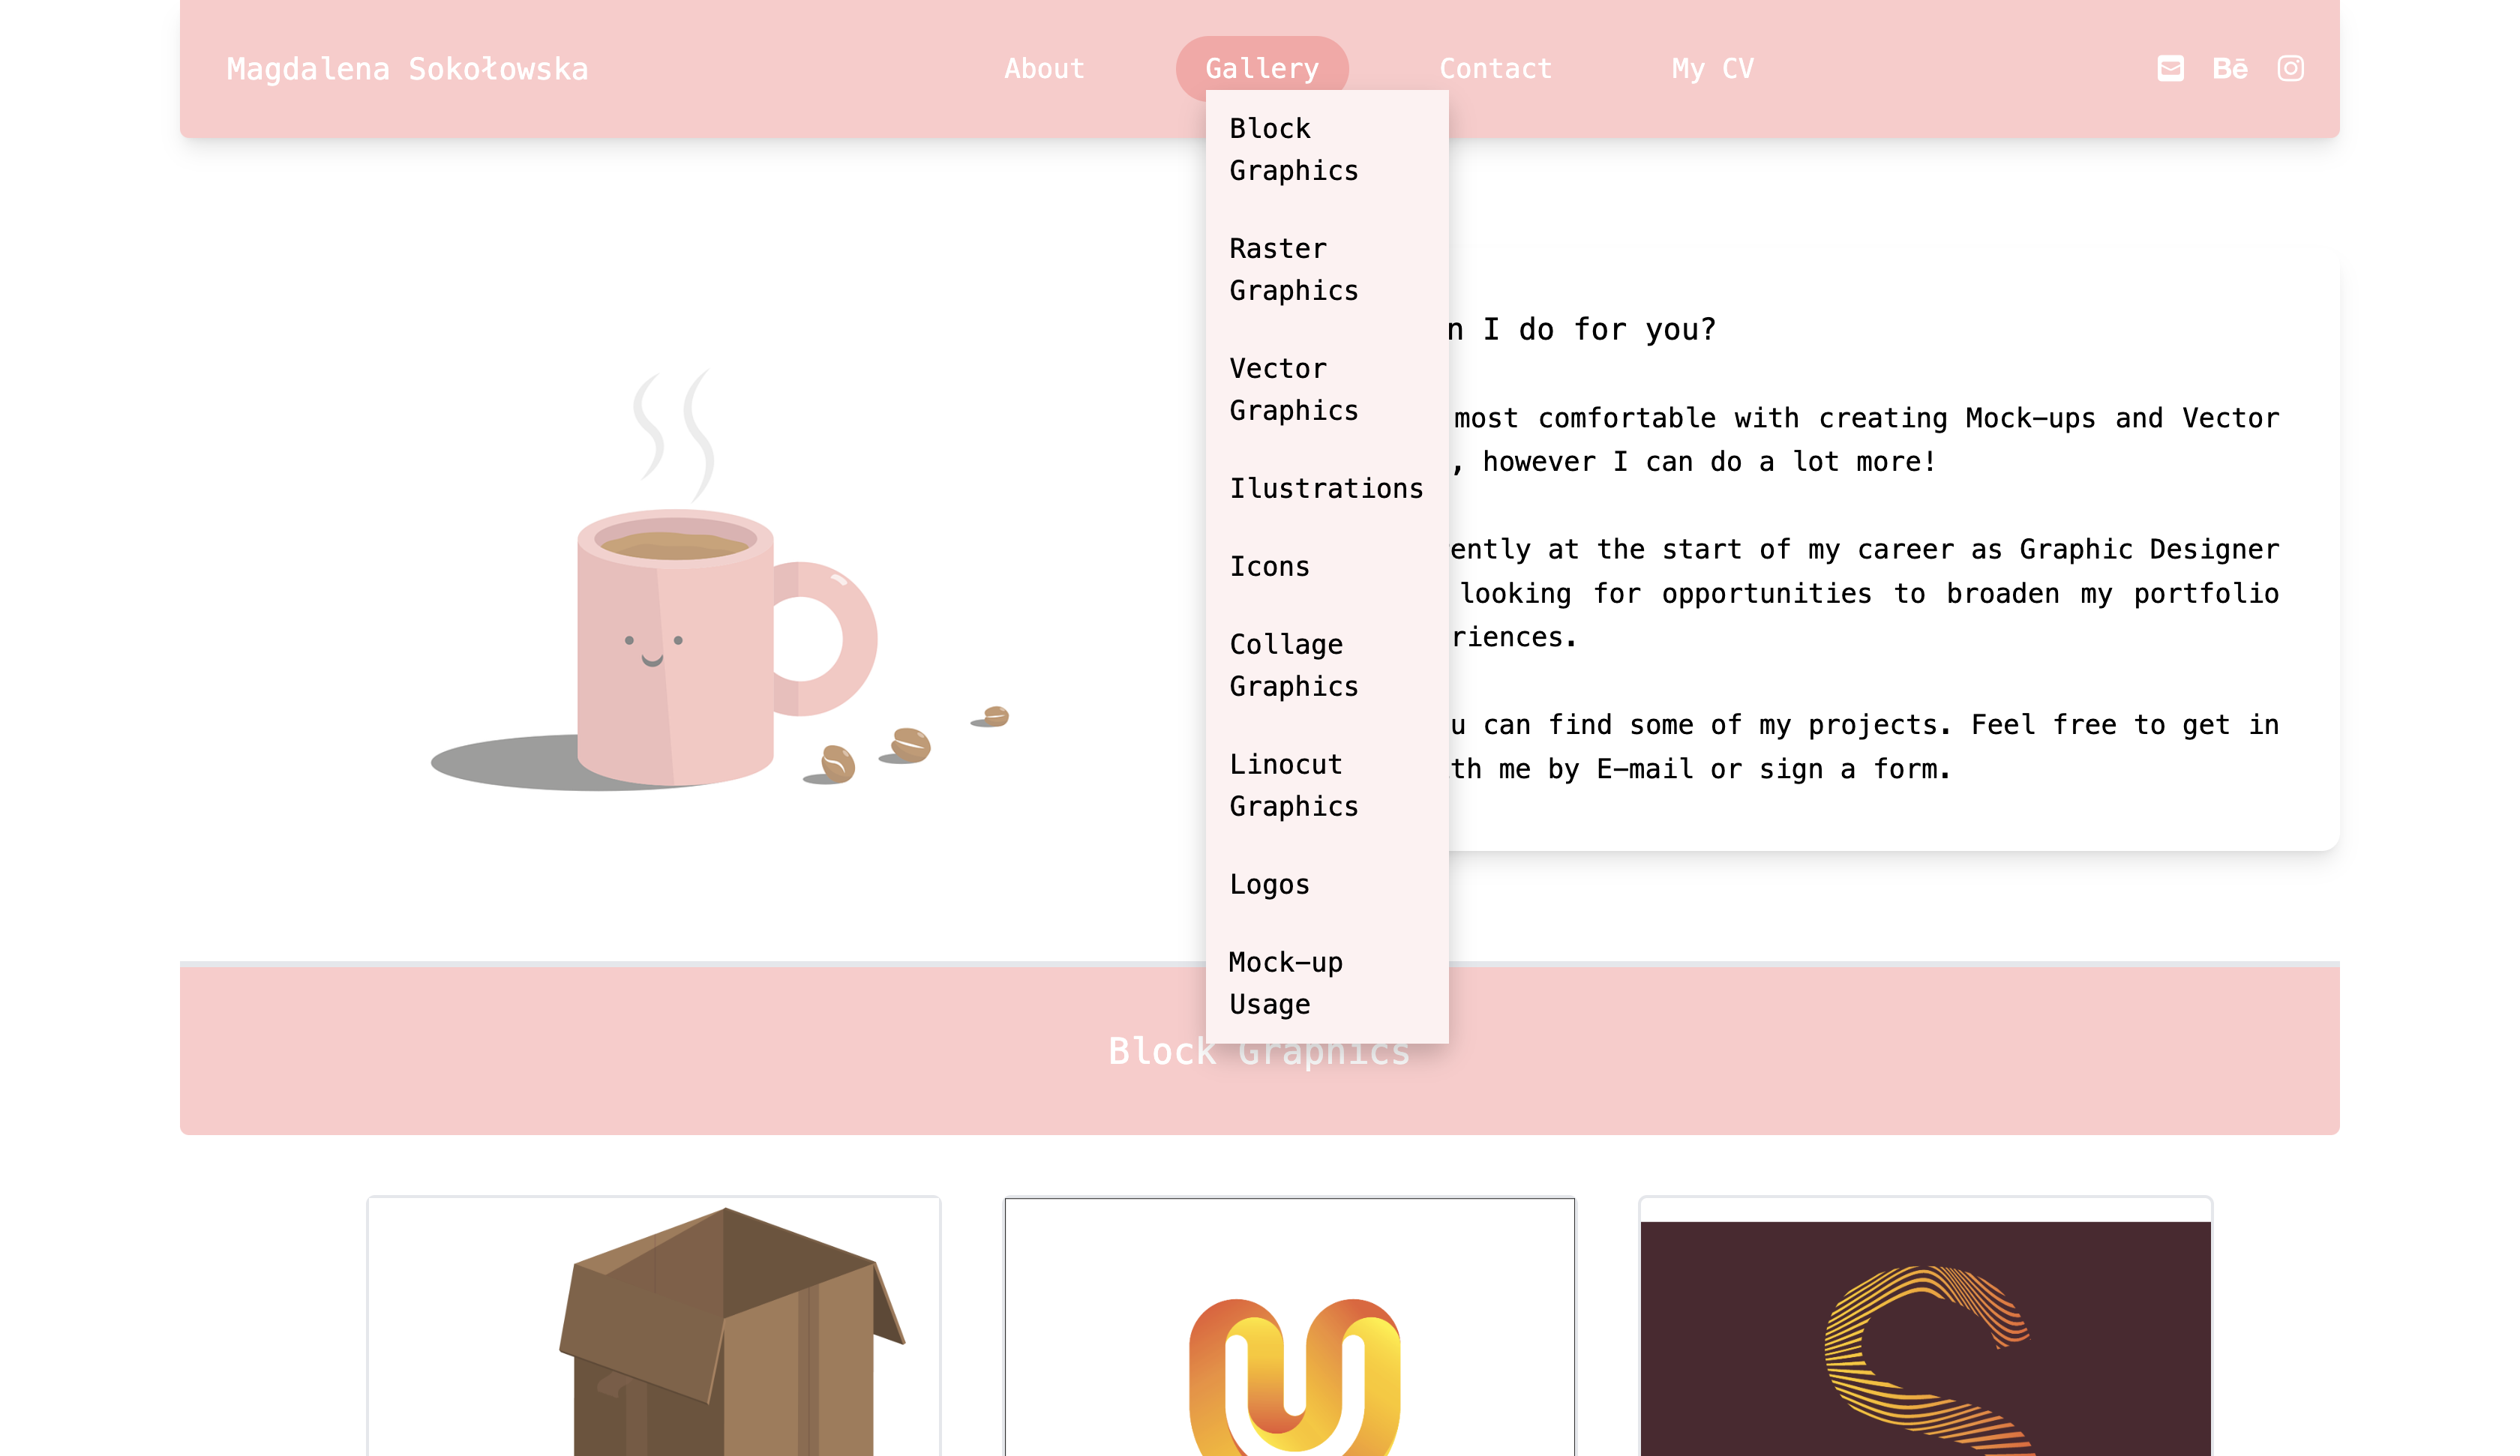 Magdalena Sokołowska
About
Gallery
Contact
My CV
Bē
Block
Graphics
Raster
Graphics
Vector
Graphics
Ilustrations
Icons
Collage
Graphics
Linocut
Graphics
Logos
Mock-up
Usage
I do for you?
most comfortable with creating Mock-ups and Vector
, however I can do a lot more!
at the start of my career as Graphic Designer
looking for opportunities to broaden my portfolio
can find some of my projects. Feel free to get in
me by E-mail or sign a form.
Block Graphics